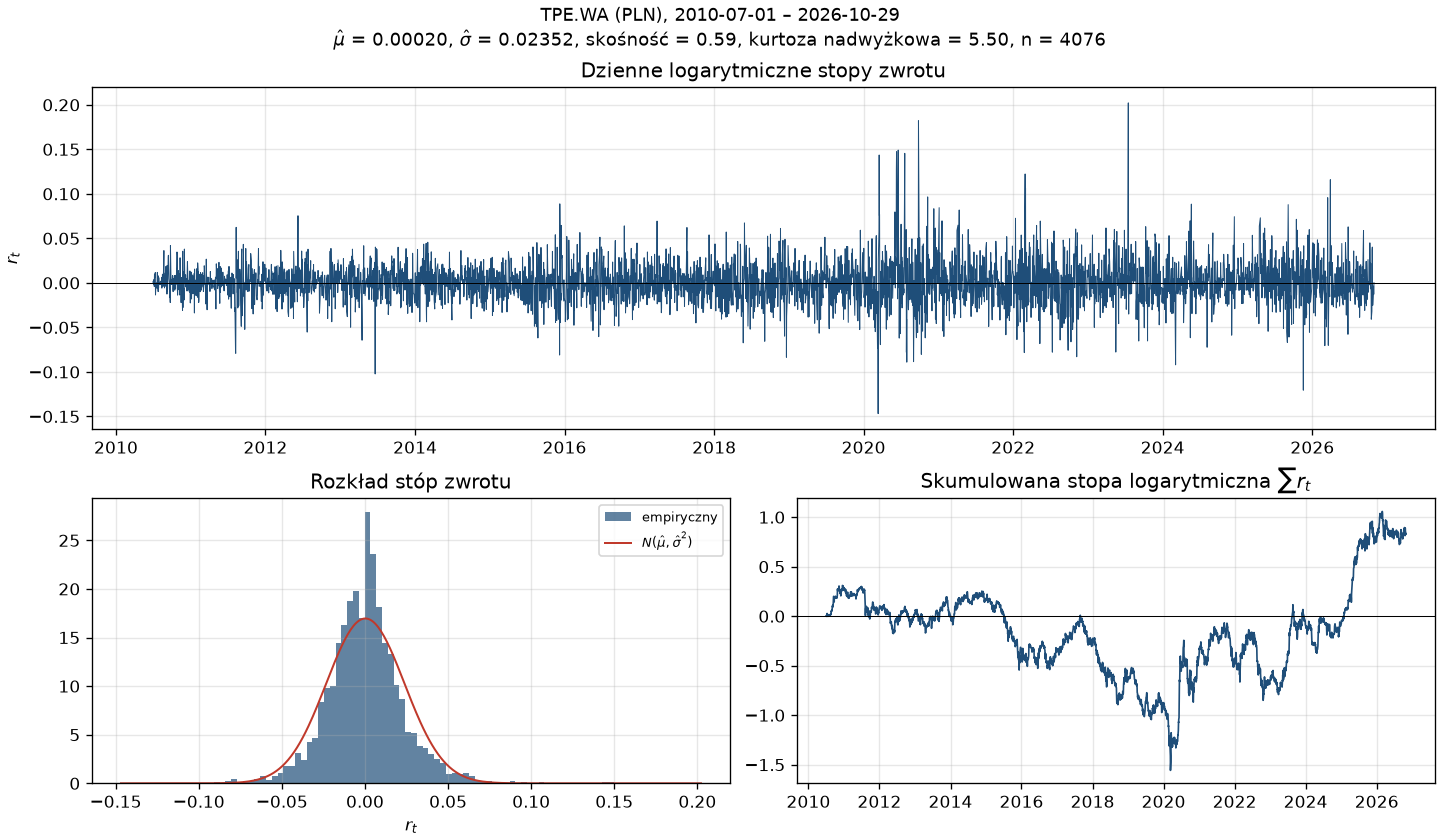 TPE.WA (PLN), 2010-07-01 – 2026-10-29
μ̂ = 0.00020, σ̂ = 0.02352, skośność = 0.59, kurtoza nadwyżkowa = 5.50, n = 4076
Dzienne logarytmiczne stopy zwrotu
0.20
0.15
0.10
0.05
0.00
−0.05
−0.10
−0.15
r_t
2010 2012 2014 2016 2018 2020 2022 2024 2026
Rozkład stóp zwrotu
empiryczny
N(μ̂, σ̂²)
25
20
15
10
5
0
−0.15 −0.10 −0.05 0.00 0.05 0.10 0.15 0.20
r_t
Skumulowana stopa logarytmiczna ∑r_t
1.0
0.5
0.0
−0.5
−1.0
−1.5
2010 2012 2014 2016 2018 2020 2022 2024 2026